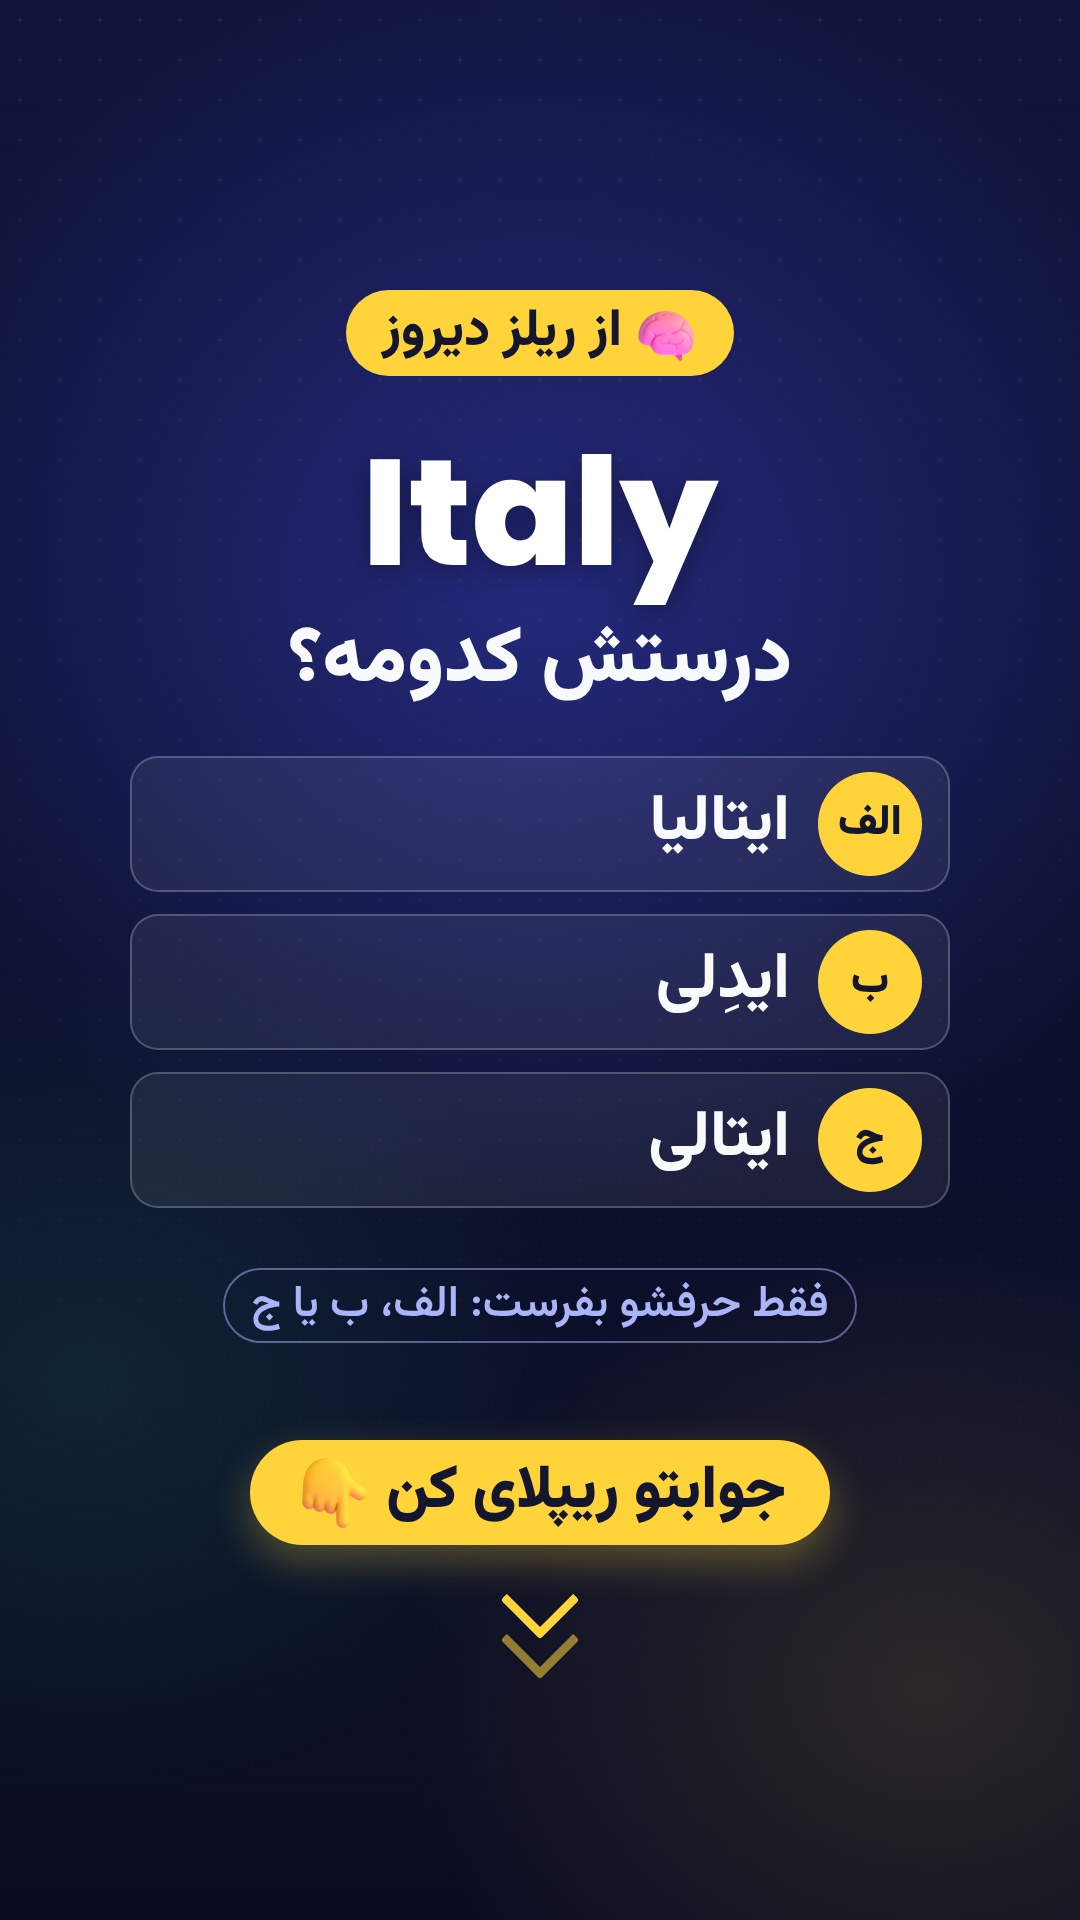 🧠 از ریلز دیروز
Italy
درستش کدومه؟
الف ایتالیا
ب ایدِلی
ج ایتالی
فقط حرفشو بفرست: الف، ب یا ج
جوابتو ریپلای کن 👇